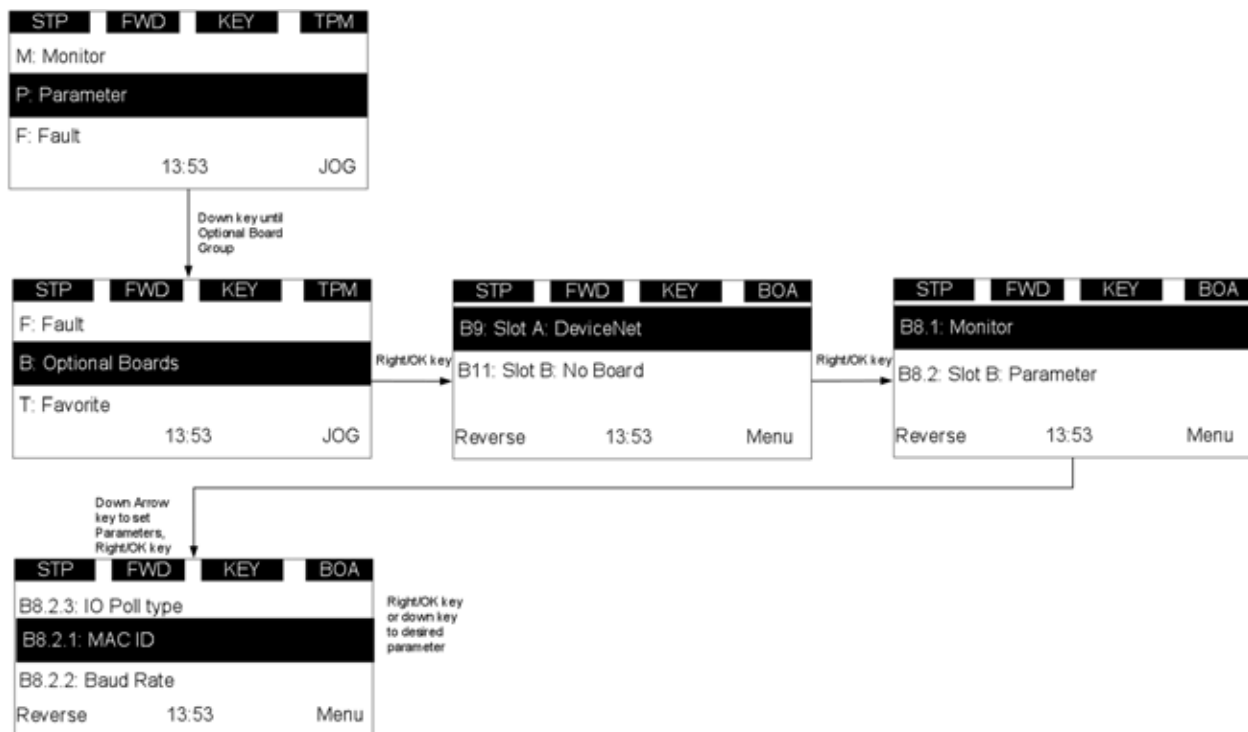 STP FWD KEY TPM
M: Monitor
P: Parameter
F: Fault
13:53 JOG
Down key until
Optional Board
Group
STP FWD KEY TPM
F: Fault
B: Optional Boards
T: Favorite
13:53 JOG
Right/OK key
STP FWD KEY BOA
B9: Slot A: DeviceNet
B11: Slot B: No Board
Reverse 13:53 Menu
Right/OK key
STP FWD KEY BOA
B8.1: Monitor
B8.2: Slot B: Parameter
Reverse 13:53 Menu
Down Arrow
key to set
Parameters,
Right/OK key
STP FWD KEY BOA
B8.2.3: IO Poll type
B8.2.1: MAC ID
B8.2.2: Baud Rate
Reverse 13:53 Menu
Right/OK key
or down key
to desired
parameter